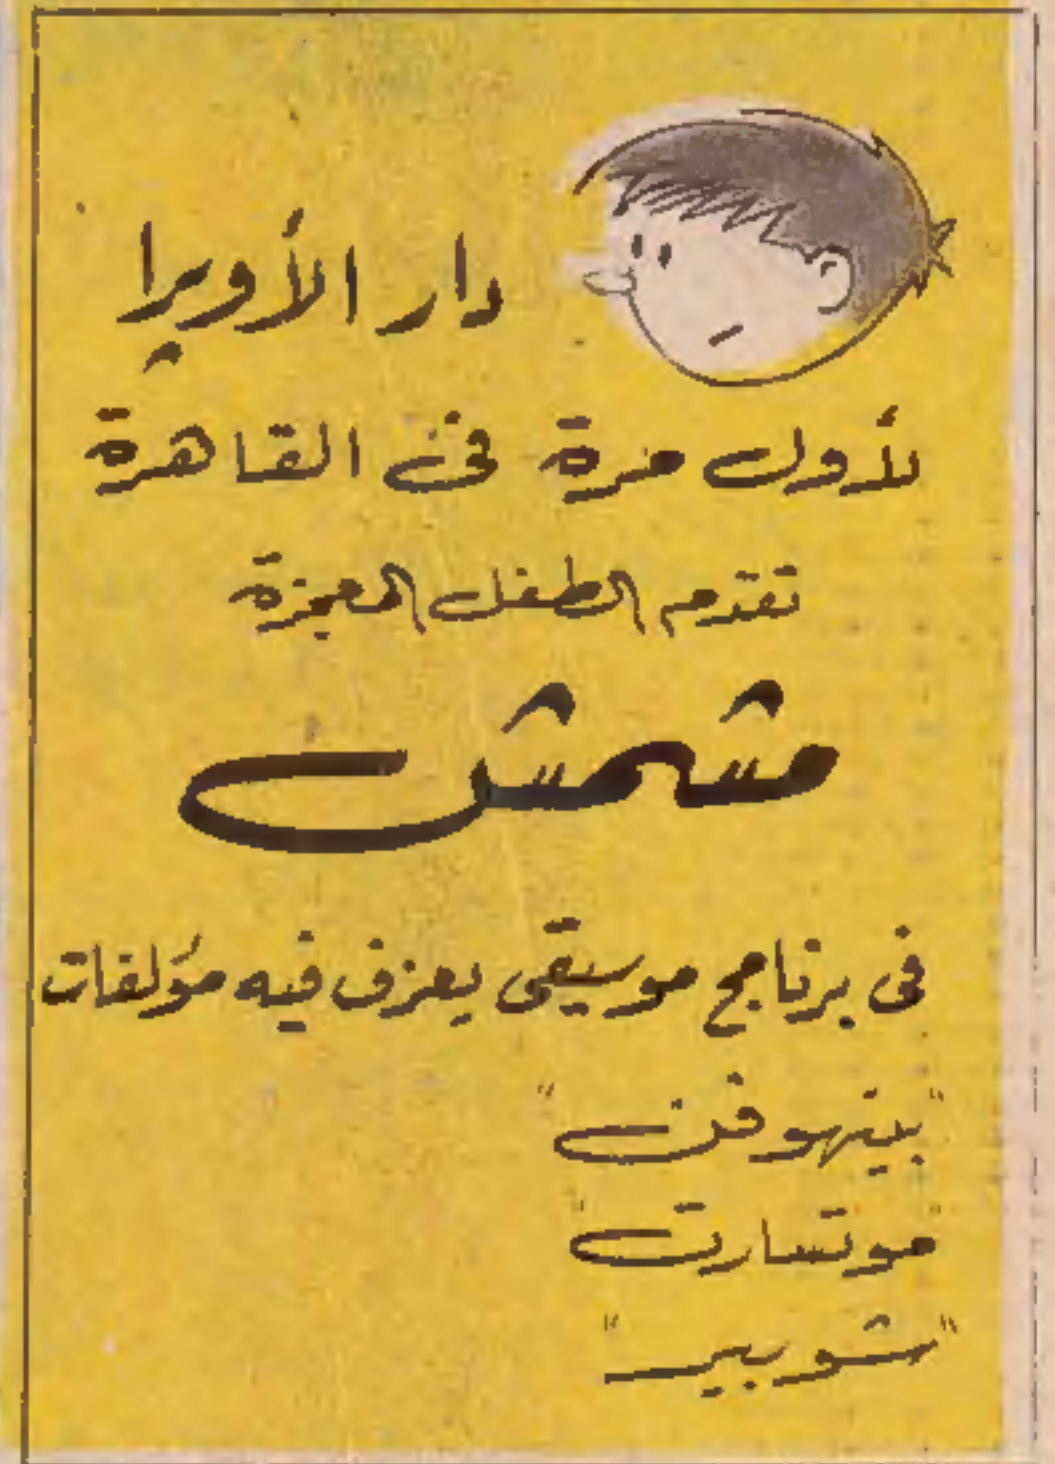 دار الأوبرا
لأول مرة فى القاهرة
تقدم الطفل المعجزة
مشمش
فى برنامج موسيقى يعزف فيه مؤلفات
"بيتهوفن"
"موتسارت"
"شوبير"